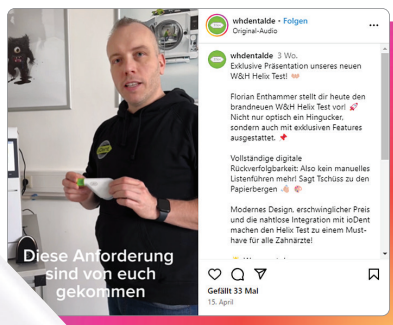 whdentalde • Folgen
Original-Audio
whdentalde 3 Wo.
Exklusive Präsentation unseres neuen
W&H Helix Test!
Florian Enthammer stellt dir heute den
brandneuen W&H Helix Test vor!
Nicht nur optisch ein Hingucker,
sondern auch mit exklusiven Features
ausgestattet.
Vollständige digitale
Rückverfolgbarkeit: Also kein manuelles
Listenführen mehr! Sagt Tschüss zu den
Papierbergen
Modernes Design, erschwinglicher Preis
und die nahtlose Integration mit ioDent
machen den Helix Test zu einem Must-
have für alle Zahnärzte!
Diese Anforderung
sind von euch
gekommen
Gefällt 33 Mal
15. April